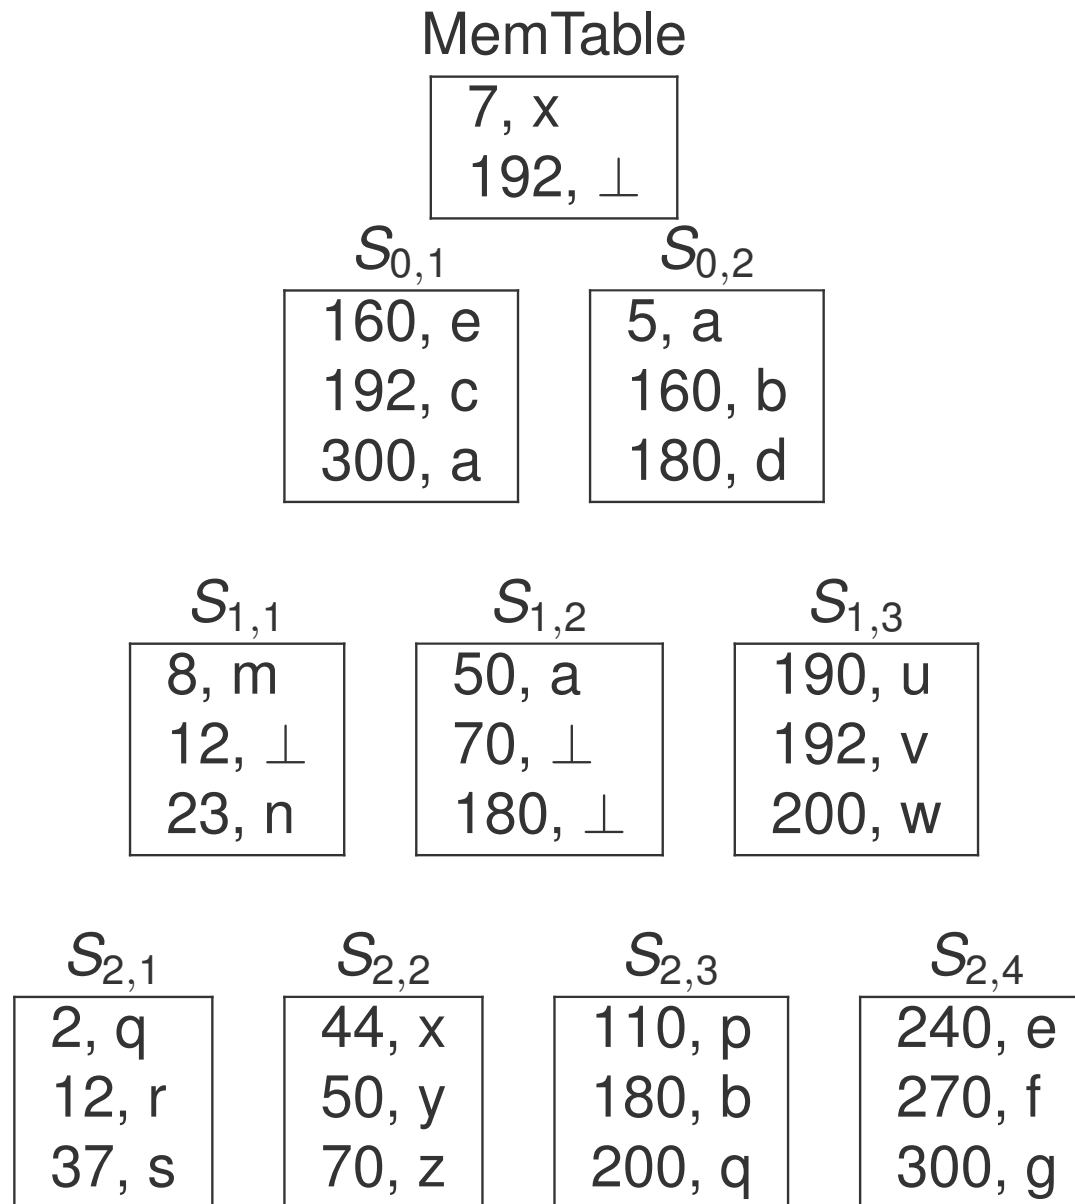 MemTable
7, x
192, ⊥
S0,1
160, e
192, c
300, a
S0,2
5, a
160, b
180, d
S1,1
8, m
12, ⊥
23, n
S1,2
50, a
70, ⊥
180, ⊥
S1,3
190, u
192, v
200, w
S2,1
2, q
12, r
37, s
S2,2
44, x
50, y
70, z
S2,3
110, p
180, b
200, q
S2,4
240, e
270, f
300, g